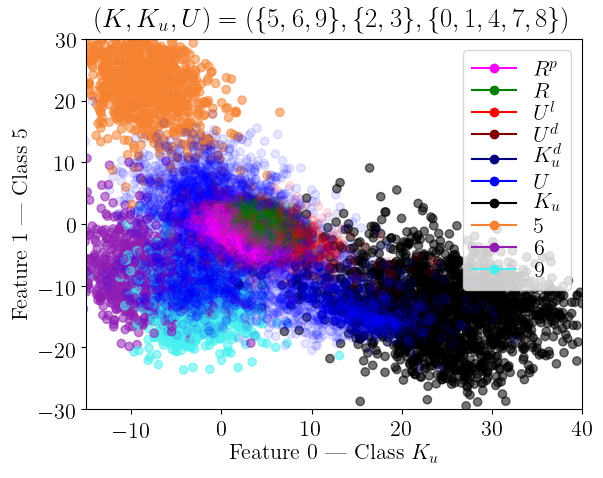 (K, K_u, U) = ({5, 6, 9}, {2, 3}, {0, 1, 4, 7, 8})
30
20
10
0
−10
−20
−30
Feature 1 — Class 5
R^p
R
U^l
U^d
K_u^d
U
K_u
5
6
9
−10
0
10
20
30
40
Feature 0 — Class K_u